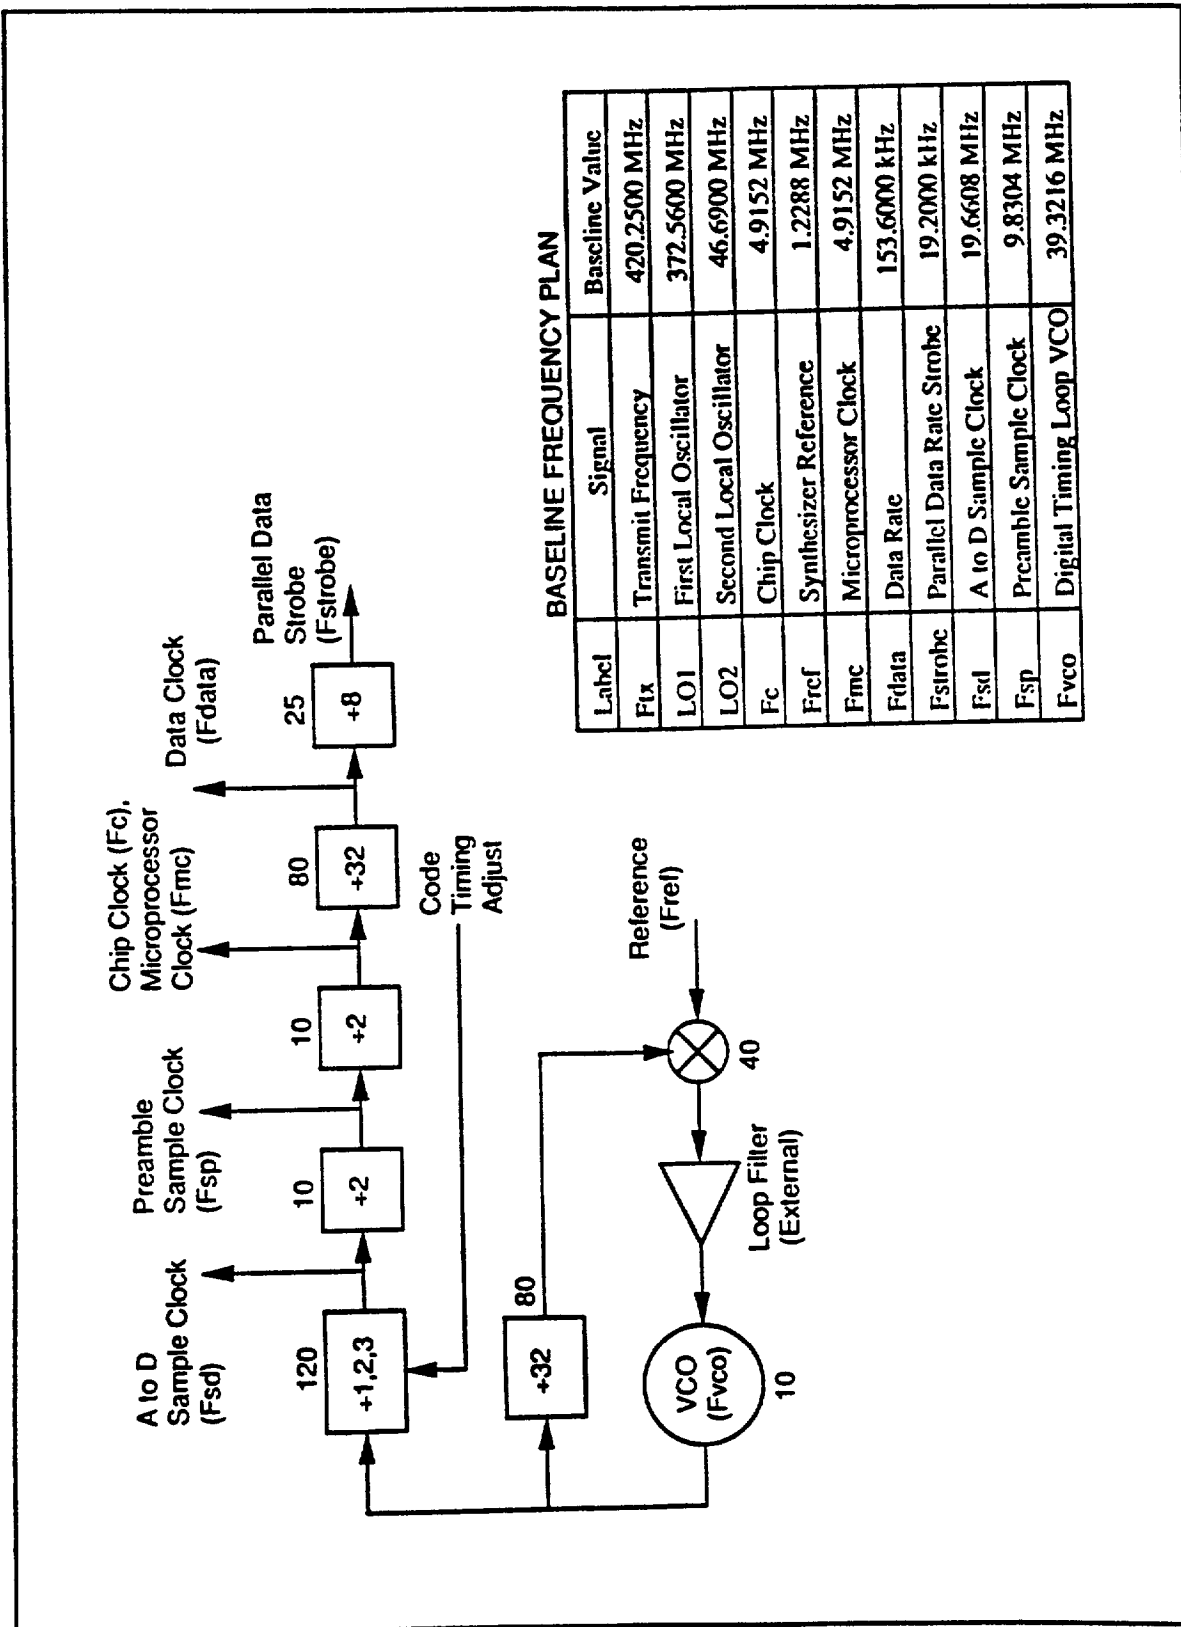 A to D
Sample Clock
(Fsd)
Preamble
Sample Clock
(Fsp)
Chip Clock (Fc),
Microprocessor
Clock (Fmc)
Data Clock
(Fdata)
Parallel Data
Strobe
(Fstrobe)
120
÷1,2,3
10
÷2
10
÷2
80
÷32
25
÷8
Code
Timing
Adjust
80
÷32
Reference
(Fref)
40
Loop Filter
(External)
VCO
(Fvco)
10
BASELINE FREQUENCY PLAN
Label Signal Baseline Value
Ftx Transmit Frequency 420.2500 MHz
LO1 First Local Oscillator 372.5600 MHz
LO2 Second Local Oscillator 46.6900 MHz
Fc Chip Clock 4.9152 MHz
Fref Synthesizer Reference 1.2288 MHz
Fmc Microprocessor Clock 4.9152 MHz
Fdata Data Rate 153.6000 kHz
Fstrobe Parallel Data Rate Strobe 19.2000 kHz
Fsd A to D Sample Clock 19.6608 MHz
Fsp Preamble Sample Clock 9.8304 MHz
Fvco Digital Timing Loop VCO 39.3216 MHz